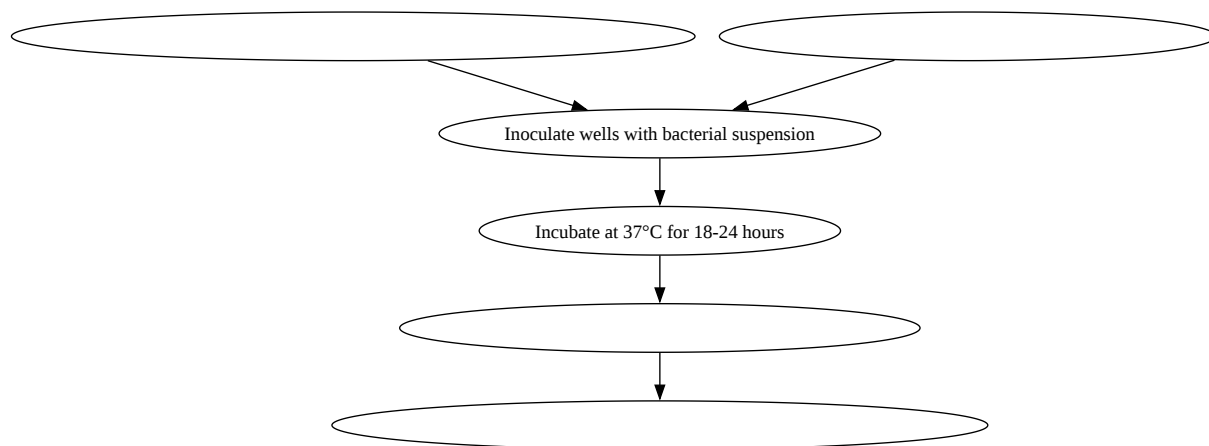 Inoculate wells with bacterial suspension
Incubate at 37°C for 18-24 hours